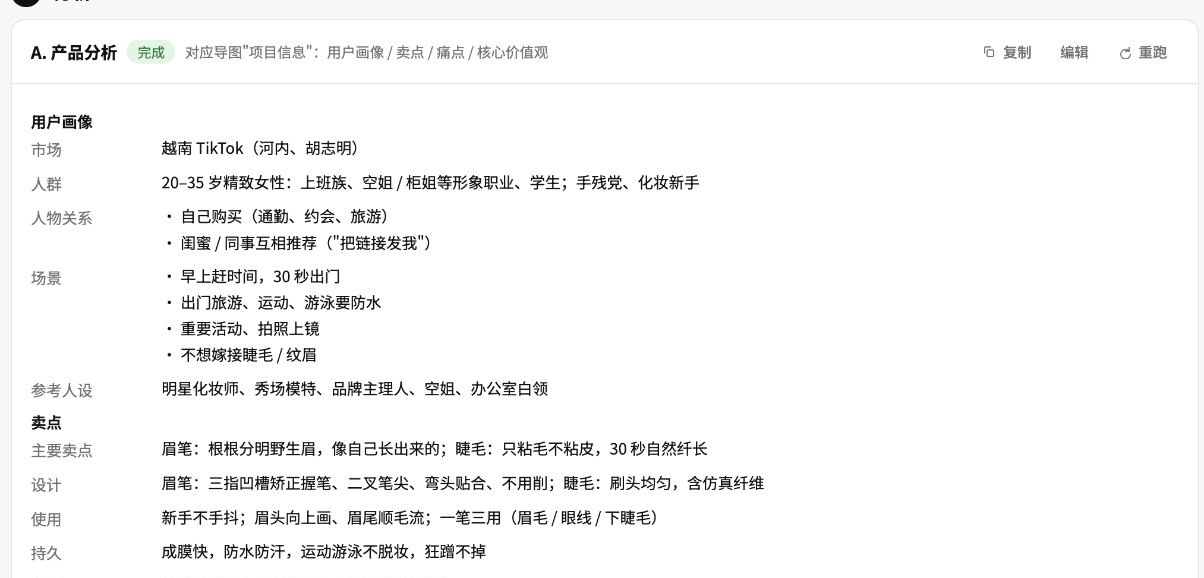 A. 产品分析 完成 对应导图"项目信息"：用户画像 / 卖点 / 痛点 / 核心价值观 复制 编辑 重跑
用户画像
市场 越南 TikTok（河内、胡志明）
人群 20–35 岁精致女性：上班族、空姐 / 柜姐等形象职业、学生；手残党、化妆新手
人物关系 • 自己购买（通勤、约会、旅游）
• 闺蜜 / 同事互相推荐（"把链接发我"）
场景 • 早上赶时间，30 秒出门
• 出门旅游、运动、游泳要防水
• 重要活动、拍照上镜
• 不想嫁接睫毛 / 纹眉
参考人设 明星化妆师、秀场模特、品牌主理人、空姐、办公室白领
卖点
主要卖点 眉笔：根根分明野生眉，像自己长出来的；睫毛：只粘毛不粘皮，30 秒自然纤长
设计 眉笔：三指凹槽矫正握笔、二叉笔尖、弯头贴合、不用削；睫毛：刷头均匀，含仿真纤维
使用 新手不手抖；眉头向上画、眉尾顺毛流；一笔三用（眉毛 / 眼线 / 下睫毛）
持久 成膜快，防水防汗，运动游泳不脱妆，狂蹭不掉